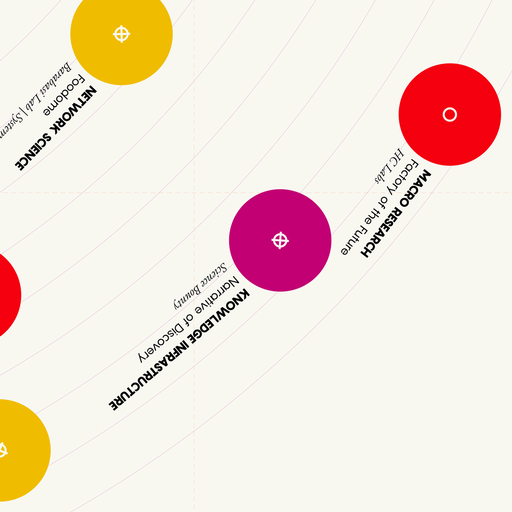 NETWORK SCIENCE
Foodome
Barabasi Lab | System
MACRO RESEARCH
Factory of the Future
HC Labs
KNOWLEDGE INFRASTRUCTURE
Narrative of Discovery
Science Bounty